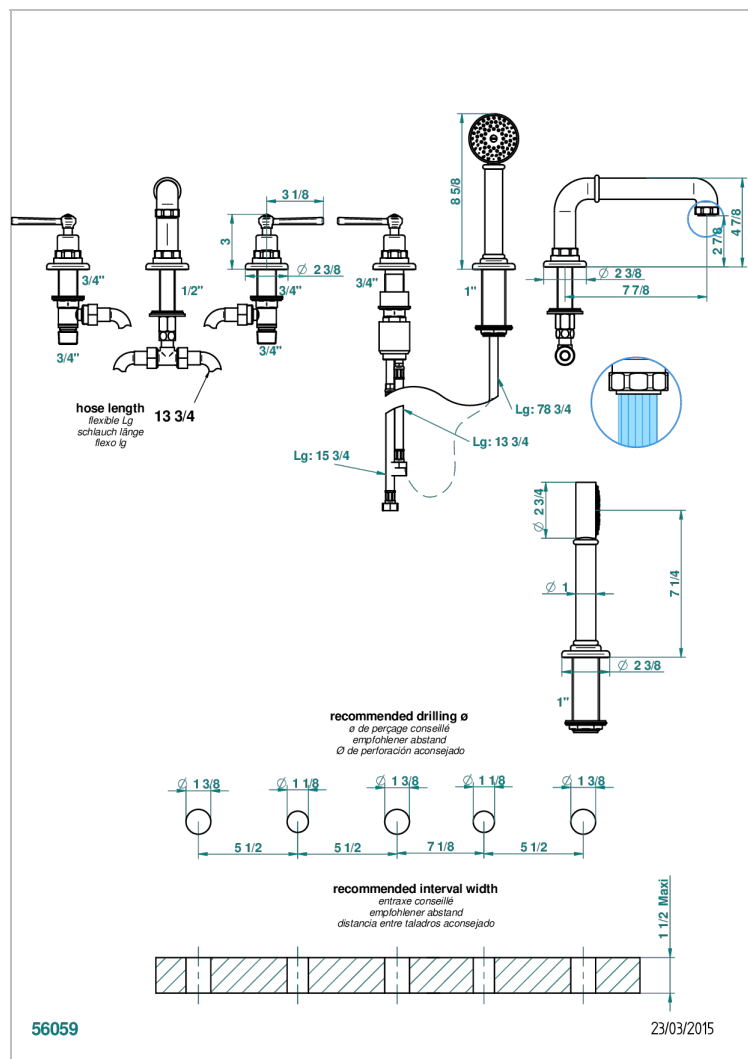 3 1/8
8 5/8
3
4 7/8
2 7/8
Ø 2 3/8
Ø 2 3/8
7 7/8
3/4"
1/2"
3/4"
3/4"
1"
3/4"
3/4"
hose length
flexible Lg
schlauch länge
flexo lg
13 3/4
Lg: 78 3/4
Lg: 13 3/4
Lg: 15 3/4
Ø 2 3/4
Ø 1
7 1/4
Ø 2 3/8
1"
recommended drilling ø
ø de perçage conseillé
empfohlener abstand
Ø de perforación aconsejado
Ø 1 3/8 Ø 1 1/8 Ø 1 3/8 Ø 1 1/8 Ø 1 3/8
5 1/2 5 1/2 7 1/8 5 1/2
recommended interval width
entraxe conseillé
empfohlener abstand
distancia entre taladros aconsejado
1 1/2 Maxi
56059
23/03/2015